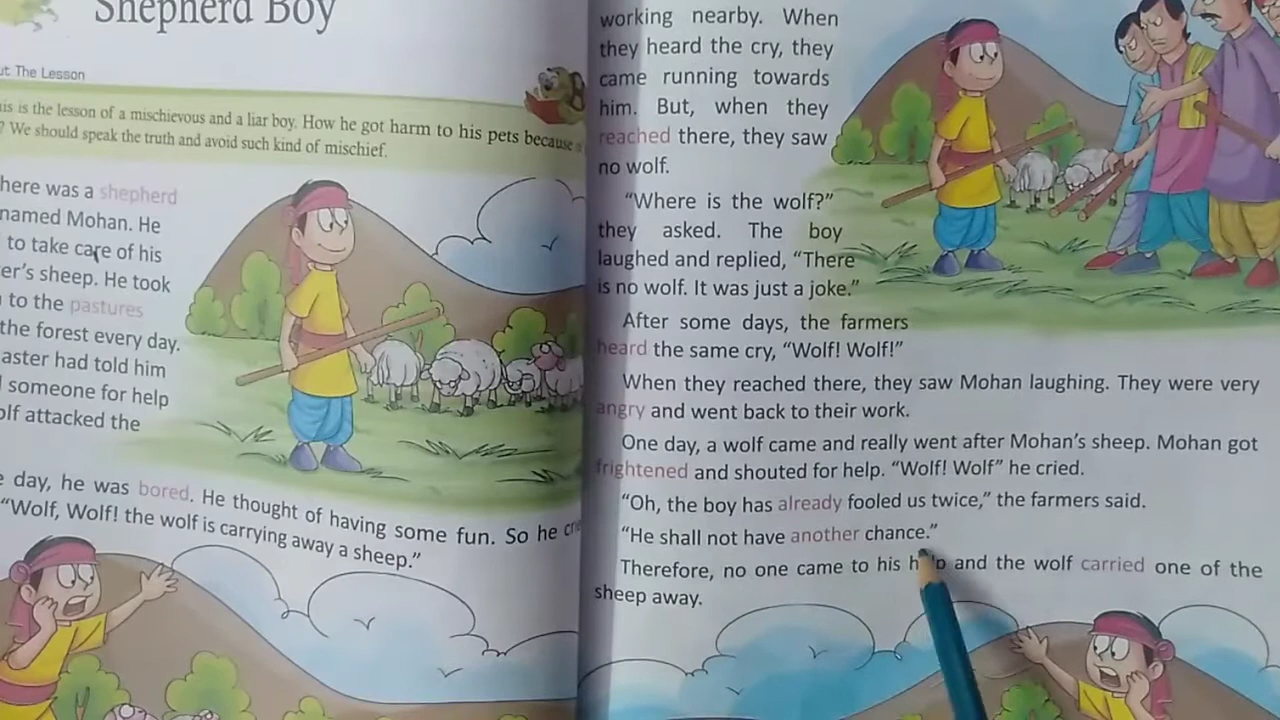 Shepherd Boy
The Lesson
is is the lesson of a mischievous and a liar boy. How he got harm to his pets because
? We should speak the truth and avoid such kind of mischief.
here was a shepherd
named Mohan. He
to take care of his
er's sheep. He took
to the pastures
the forest every day.
aster had told him
someone for help
olf attacked the
day, he was bored. He thought of having some fun. So he
"Wolf, Wolf! the wolf is carrying away a sheep."
working nearby. When
they heard the cry, they
came running towards
him. But, when they
reached there, they saw
no wolf.
"Where is the wolf?"
they asked. The boy
laughed and replied, "There
is no wolf. It was just a joke."
After some days, the farmers
heard the same cry, "Wolf! Wolf!"
When they reached there, they saw Mohan laughing. They were very
angry and went back to their work.
One day, a wolf came and really went after Mohan's sheep. Mohan got
frightened and shouted for help. "Wolf! Wolf" he cried.
"Oh, the boy has already fooled us twice," the farmers said.
"He shall not have another chance."
Therefore, no one came to his help and the wolf carried one of the
sheep away.